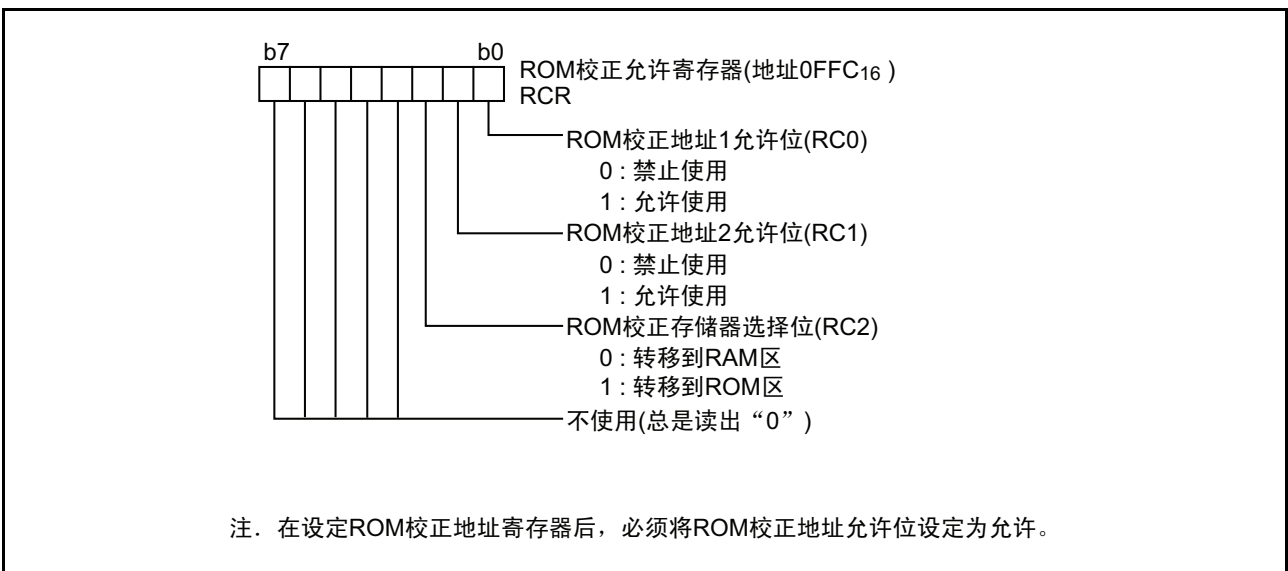 b7 b0
ROM校正允许寄存器(地址0FFC16 )
RCR
ROM校正地址1允许位(RC0)
0 : 禁止使用
1 : 允许使用
ROM校正地址2允许位(RC1)
0 : 禁止使用
1 : 允许使用
ROM校正存储器选择位(RC2)
0 : 转移到RAM区
1 : 转移到ROM区
不使用(总是读出“0”)
注．在设定ROM校正地址寄存器后，必须将ROM校正地址允许位设定为允许。